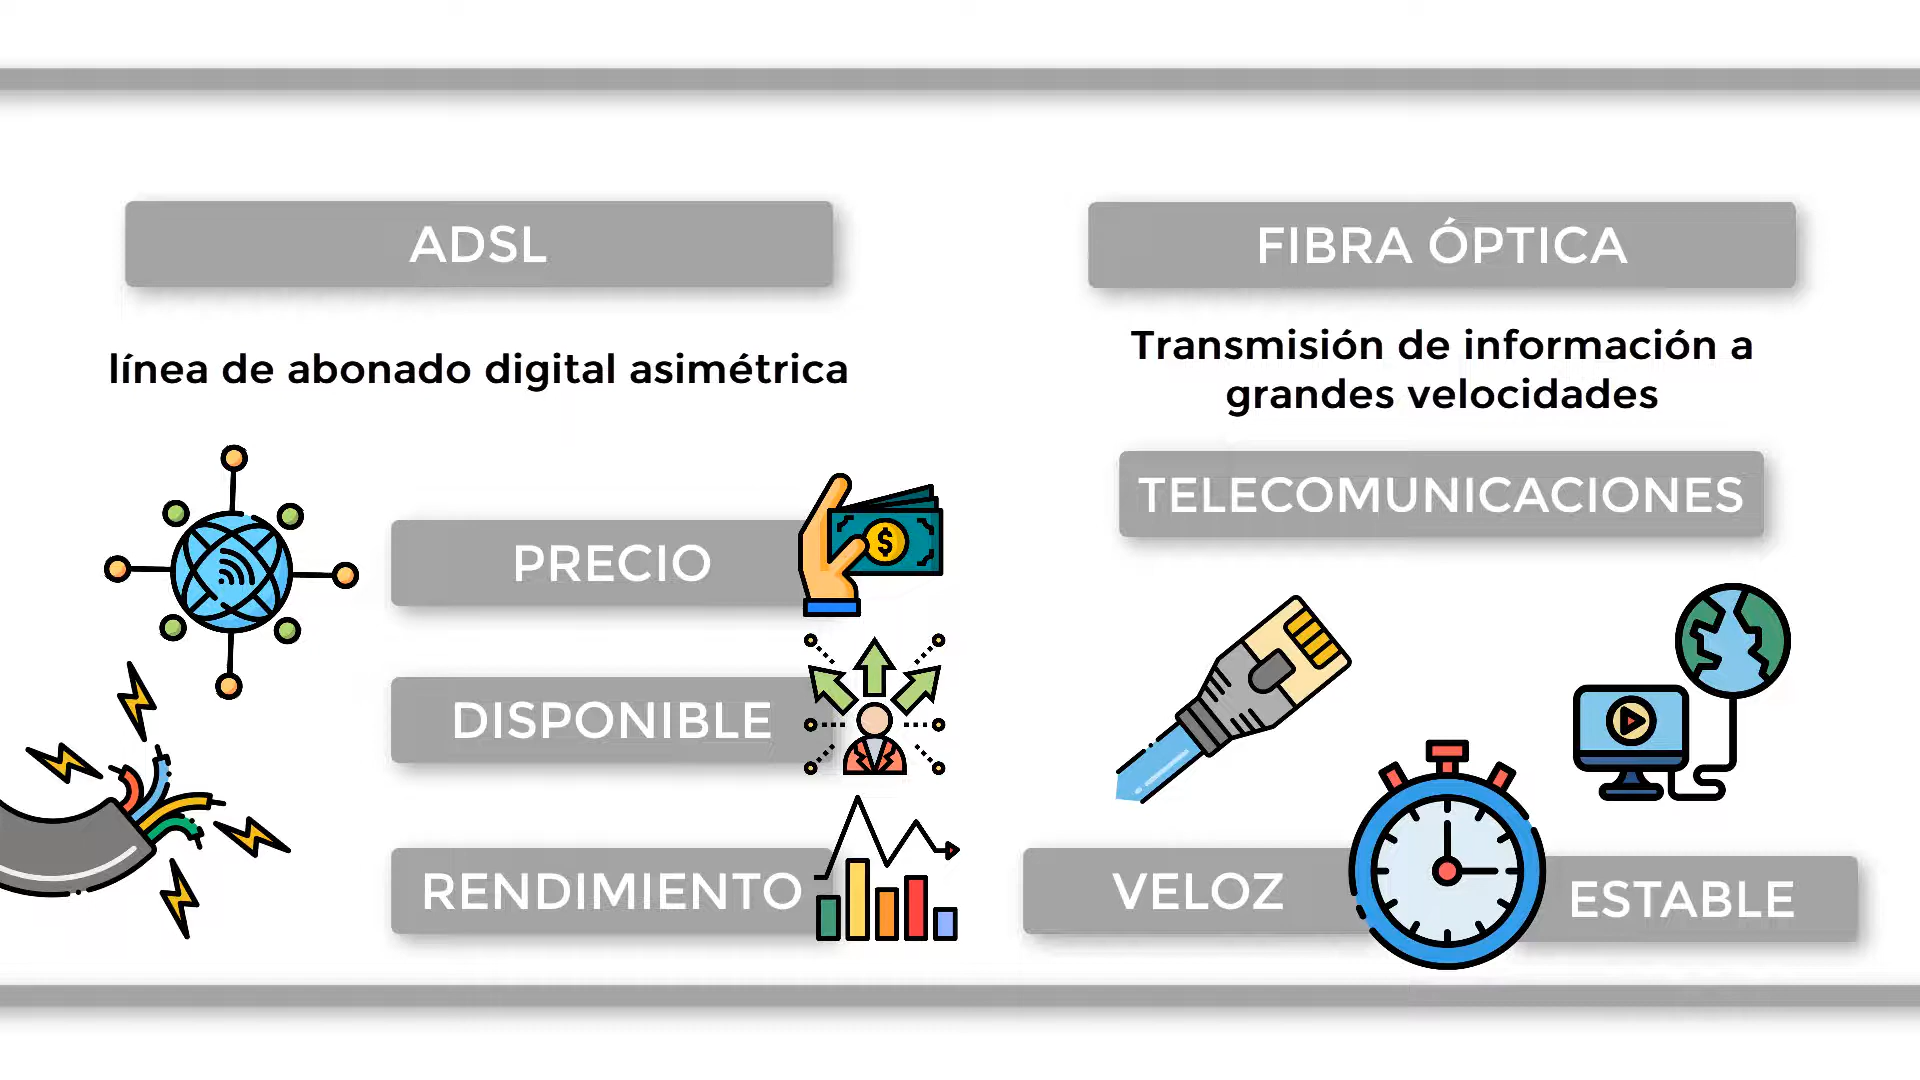 ADSL
línea de abonado digital asimétrica
PRECIO
$
DISPONIBLE
RENDIMIENTO
FIBRA ÓPTICA
Transmisión de información a
grandes velocidades
TELECOMUNICACIONES
VELOZ
ESTABLE